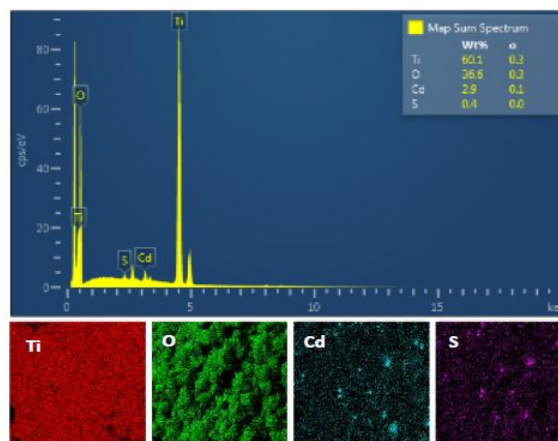 Map Sum Spectrum
Wt% σ
Ti 60.1 0.3
O 36.6 0.3
Cd 2.9 0.1
S 0.4 0.0
cps/eV
80
60
40
20
0
Ti
O
Ti
S
Cd
0 5 10 15
Ti O Cd S